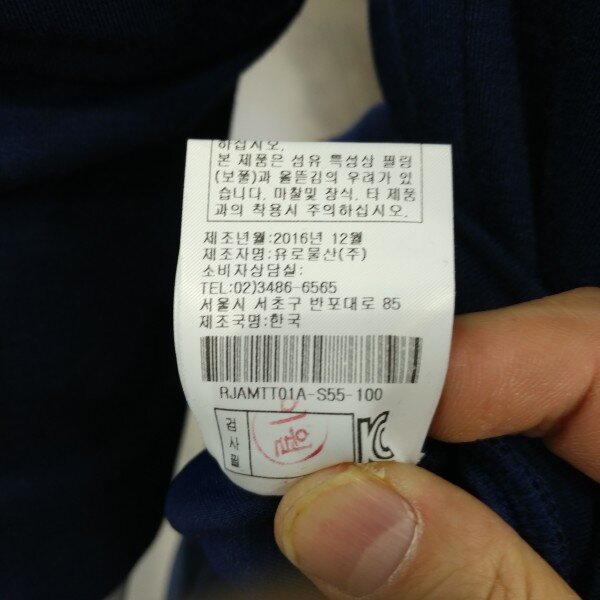 하십시오.
본 제품은 섬유 특성상 필링
(보풀)과 올뜯김의 우려가 있
습니다. 마찰및 장식, 타 제품
과의 착용시 주의하십시오.
제조년월:2016년 12월
제조자명:유로물산(주)
소비자상담실:
TEL:02)3486-6565
서울시 서초구 반포대로 85
제조국명:한국
RJAMTT01A-S55-100
검사필